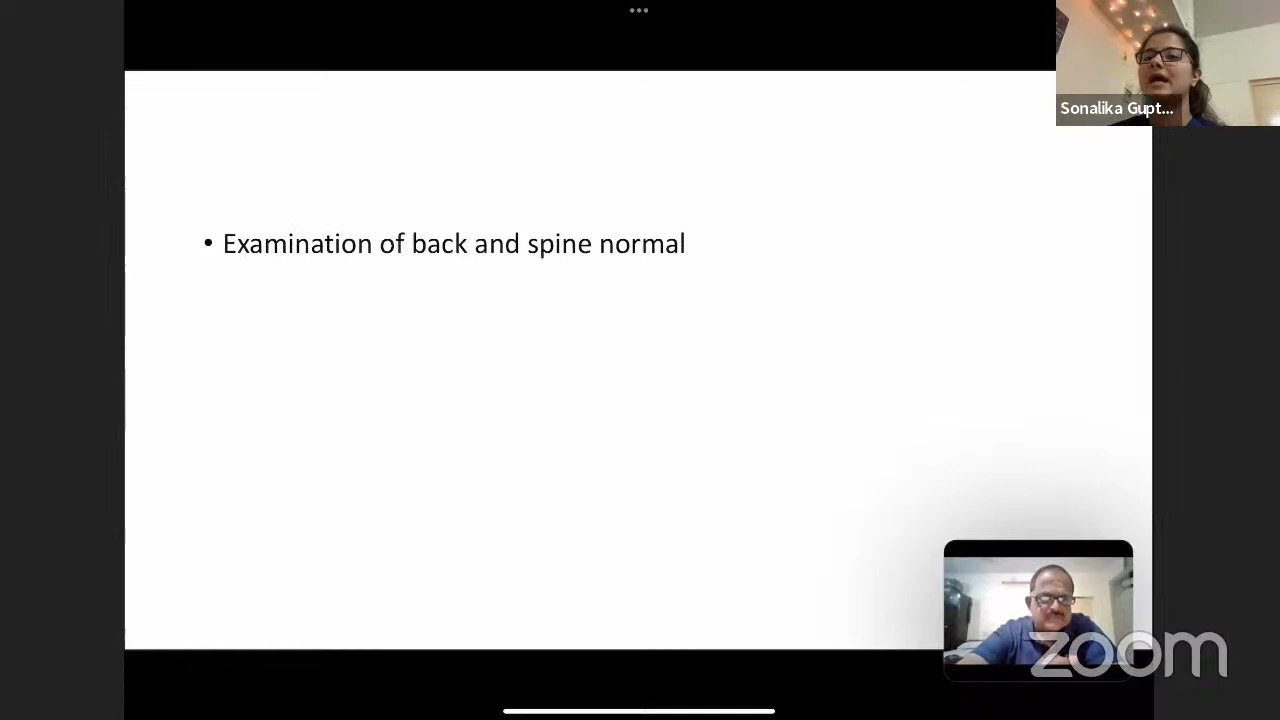 Sonalika Gupt...
• Examination of back and spine normal
zoom